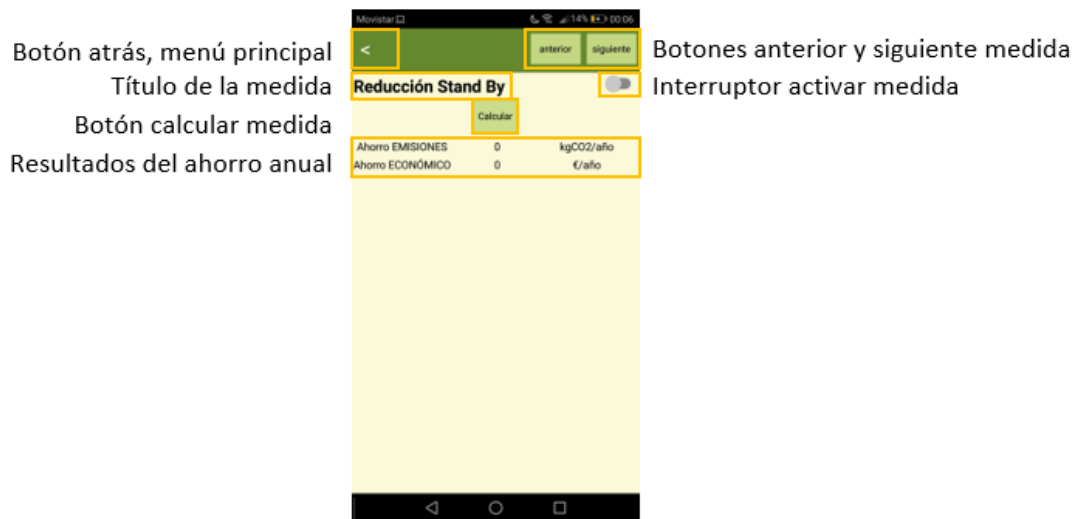 Movistar 14% 00:06
Botón atrás, menú principal
< anterior siguiente
Botones anterior y siguiente medida
Título de la medida
Reducción Stand By
Interruptor activar medida
Botón calcular medida
Calcular
Resultados del ahorro anual
Ahorro EMISIONES 0 kgCO2/año
Ahorro ECONÓMICO 0 €/año